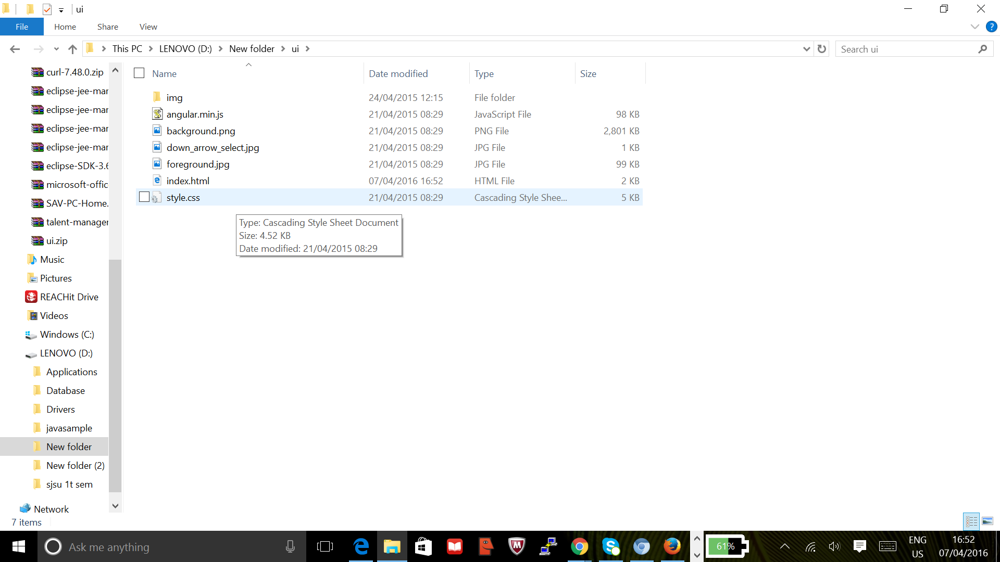 ui
File Home Share View
This PC LENOVO (D:) New folder ui
Search ui
curl-7.48.0.zip
eclipse-jee-mar
eclipse-jee-mar
eclipse-jee-mar
eclipse-jee-mar
eclipse-SDK-3.6
microsoft-offic
SAV-PC-Home.
talent-manager
ui.zip
Music
Pictures
REACHit Drive
Videos
Windows (C:)
LENOVO (D:)
Applications
Database
Drivers
javasample
New folder
New folder (2)
sjsu 1t sem
Network
Name Date modified Type Size
img 24/04/2015 12:15 File folder
angular.min.js 21/04/2015 08:29 JavaScript File 98 KB
background.png 21/04/2015 08:29 PNG File 2,801 KB
down_arrow_select.jpg 21/04/2015 08:29 JPG File 1 KB
foreground.jpg 21/04/2015 08:29 JPG File 99 KB
index.html 07/04/2016 16:52 HTML File 2 KB
style.css 21/04/2015 08:29 Cascading Style Shee... 5 KB
Type: Cascading Style Sheet Document
Size: 4.52 KB
Date modified: 21/04/2015 08:29
7 items
Ask me anything
61%
ENG
US
16:52
07/04/2016